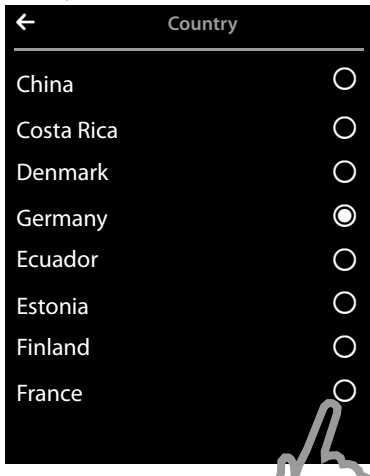 Country
China
Costa Rica
Denmark
Germany
Ecuador
Estonia
Finland
France